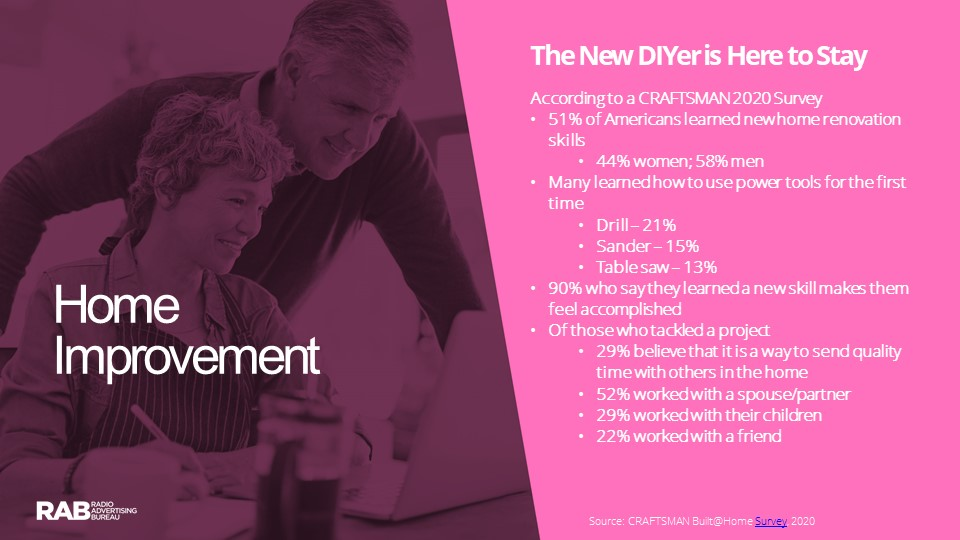 Home
Improvement
RAB RADIO
ADVERTISING
BUREAU
The New DIYer is Here to Stay
According to a CRAFTSMAN 2020 Survey
• 51% of Americans learned new home renovation
skills
• 44% women; 58% men
• Many learned how to use power tools for the first
time
• Drill – 21%
• Sander – 15%
• Table saw – 13%
• 90% who say they learned a new skill makes them
feel accomplished
• Of those who tackled a project
• 29% believe that it is a way to send quality
time with others in the home
• 52% worked with a spouse/partner
• 29% worked with their children
• 22% worked with a friend
Source: CRAFTSMAN Built@Home Survey 2020